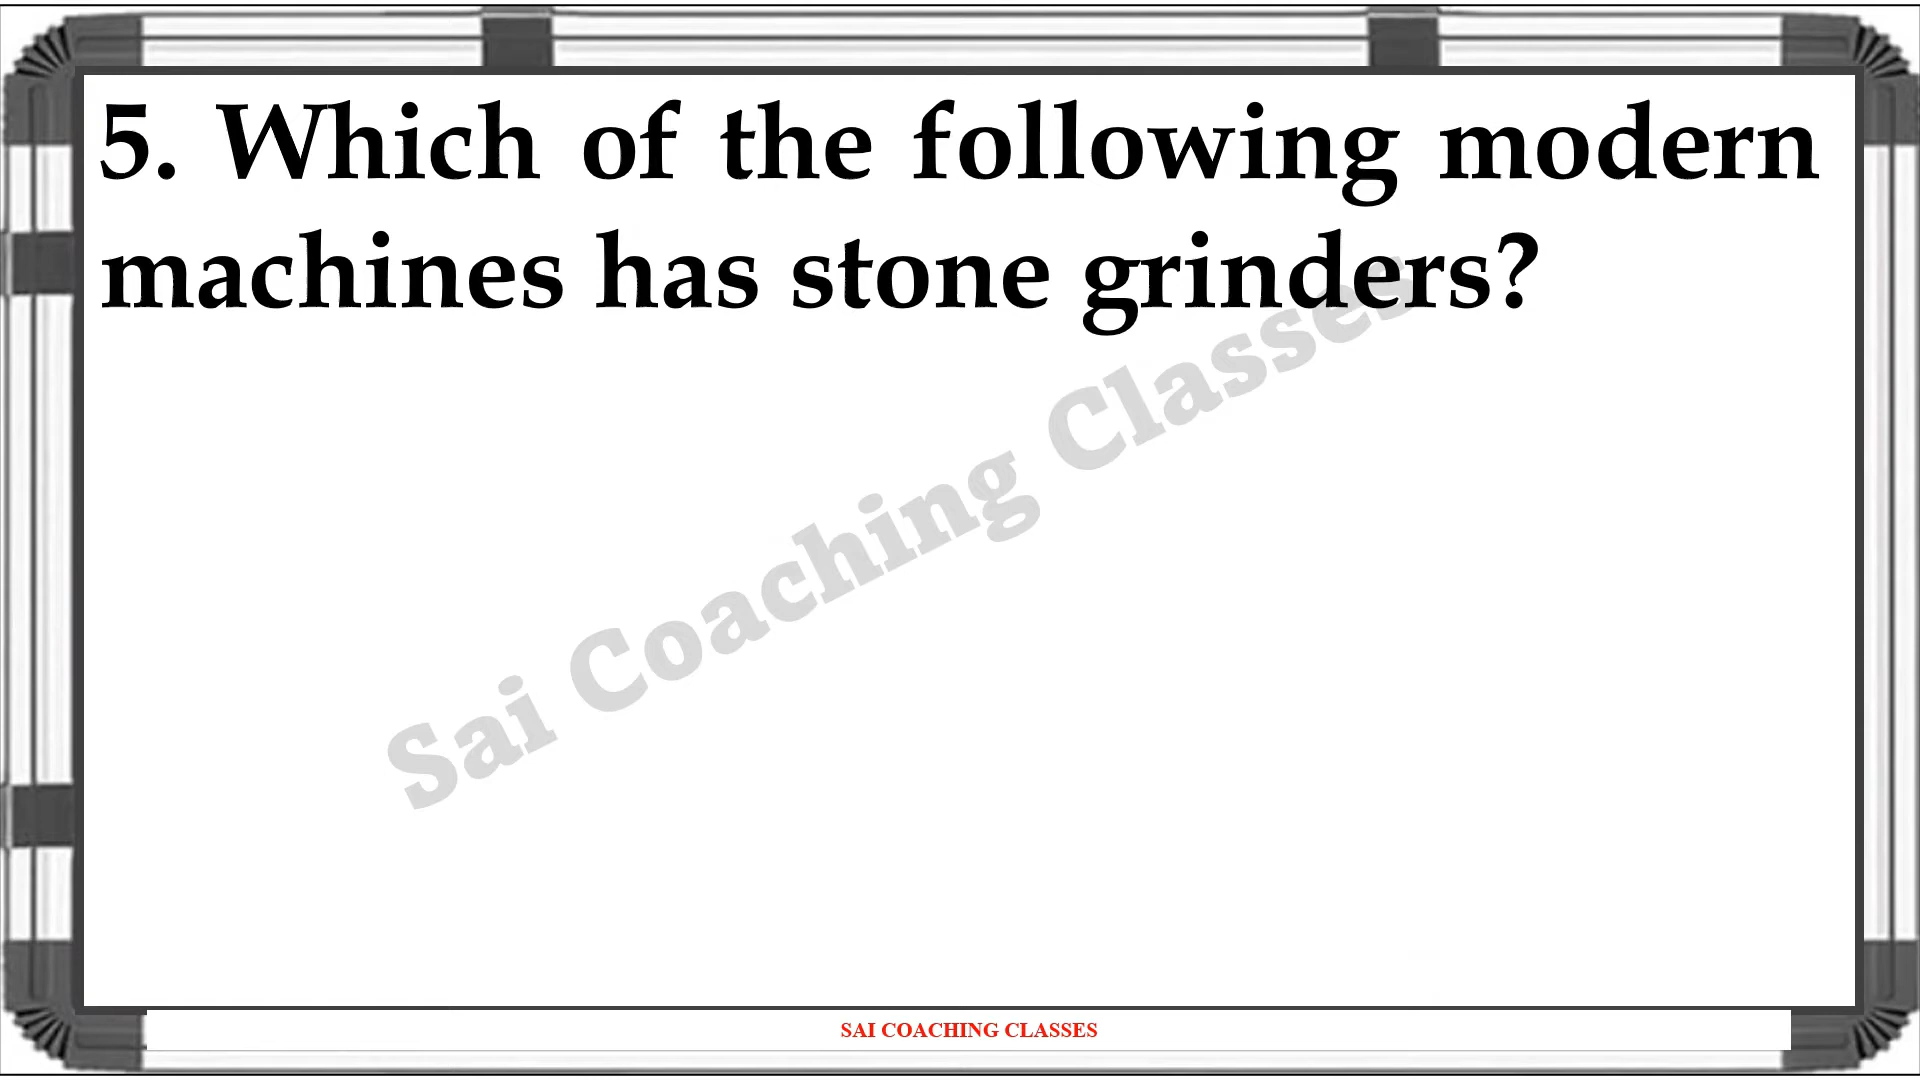 5. Which of the following modern
machines has stone grinders?
Sai Coaching Classes
SAI COACHING CLASSES